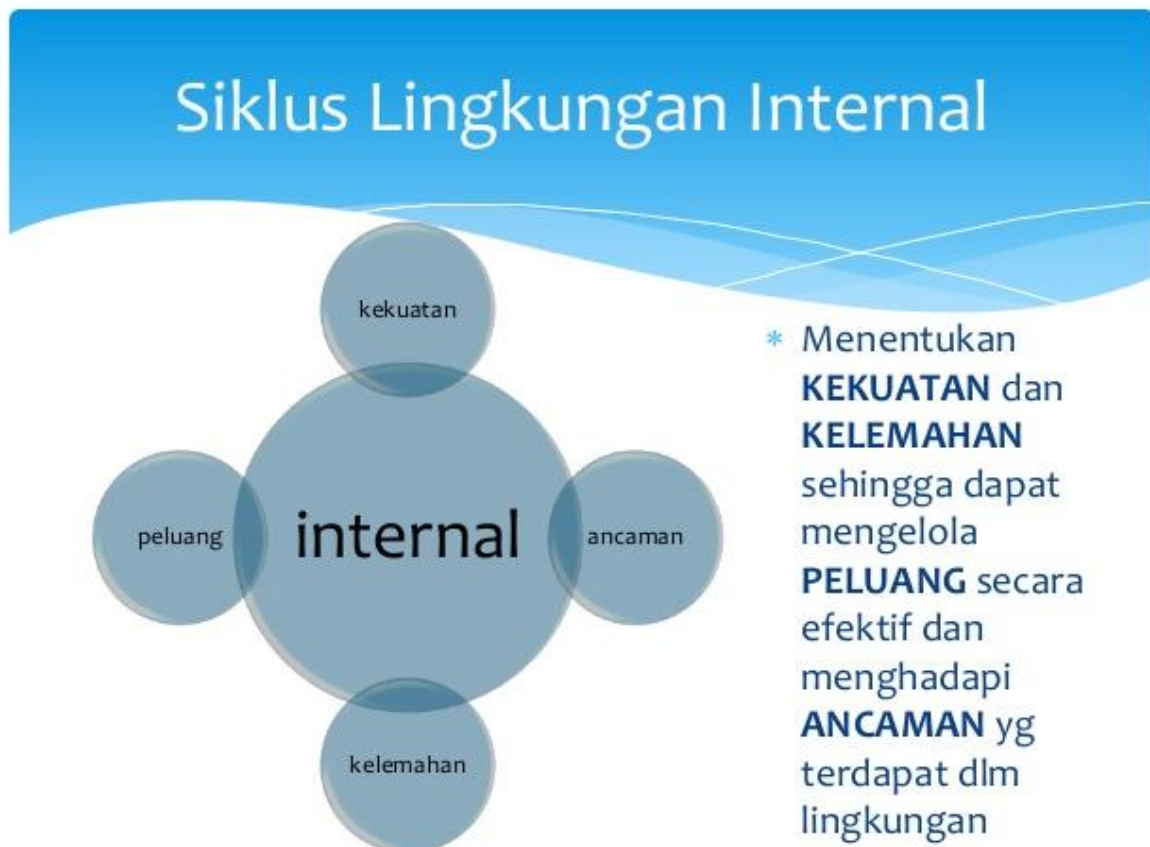 Siklus Lingkungan Internal
kekuatan
peluang
internal
ancaman
kelemahan
* Menentukan
KEKUATAN dan
KELEMAHAN
sehingga dapat
mengelola
PELUANG secara
efektif dan
menghadapi
ANCAMAN yg
terdapat dlm
lingkungan